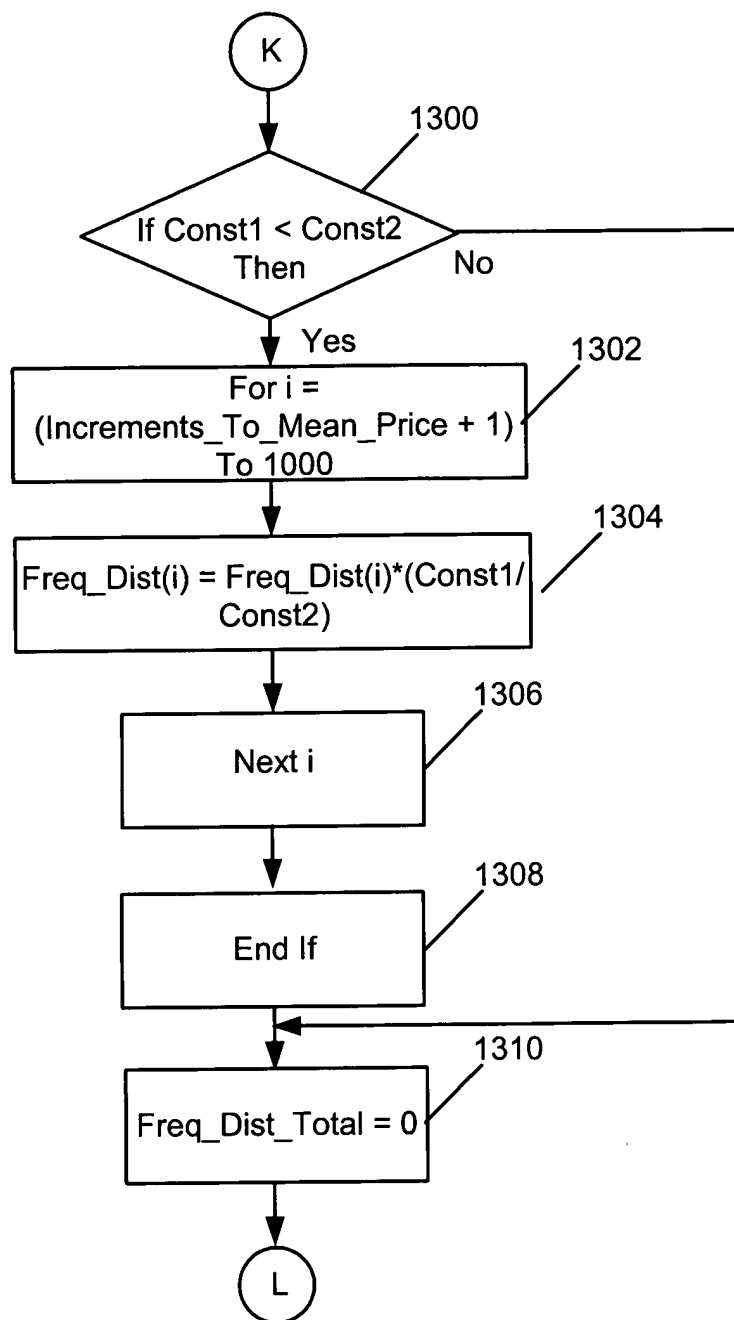 K
1300
If Const1 < Const2
Then
No
Yes
1302
For i =
(Increments_To_Mean_Price + 1)
To 1000
1304
Freq_Dist(i) = Freq_Dist(i)*(Const1/
Const2)
1306
Next i
1308
End If
1310
Freq_Dist_Total = 0
L